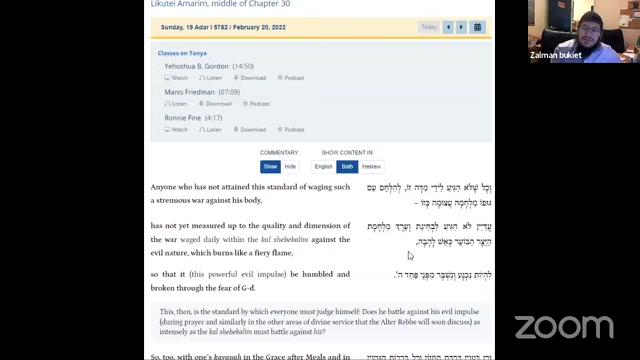 Likutei Amarim, middle of Chapter 30
Sunday, 19 Adar I 5782 / February 20, 2022
Today
Classes on Tanya
Yehoshua B. Gordon (14:50)
Watch Listen Download Podcast
Manis Friedman (07:09)
Listen Download Podcast
Ronnie Fine (4:17)
Watch Listen Download Podcast
COMMENTARY: SHOW CONTENT IN:
Show Hide English Both Hebrew
Anyone who has not attained this standard of waging such
a strenuous war against his body,
וְכָל שֶׁלֹּא הִגִּיעַ לִידֵי מִדָּה זוֹ, לְהִלָּחֵם עִם
גּוּפוֹ מִלְחָמָה עֲצוּמָה כָּזוֹ –
has not yet measured up to the quality and dimension of
the war waged daily within the kal shebekalim against the
evil nature, which burns like a fiery flame,
עֲדַיִין לֹא הִגִּיעַ לִבְחִינַת וְעֵרֶךְ מִלְחֶמֶת
הַיֵּצֶר הַבּוֹעֵר כְּאֵשׁ לֶהָבָה,
so that it (this powerful evil impulse) be humbled and
broken through the fear of G-d.
לִהְיוֹת נִכְנָע וְנִשְׁבָּר מִפְּנֵי פַּחַד ה'.
This, then, is the standard by which everyone must judge himself: Does he battle against his evil impulse
(during prayer and similarly in the other areas of divine service that the Alter Rebbe will soon discuss) as
intensely as the kal shebekalim must battle against his?
So, too, with one's kavanah in the Grace after Meals and in
Zalman bukiet
zoom